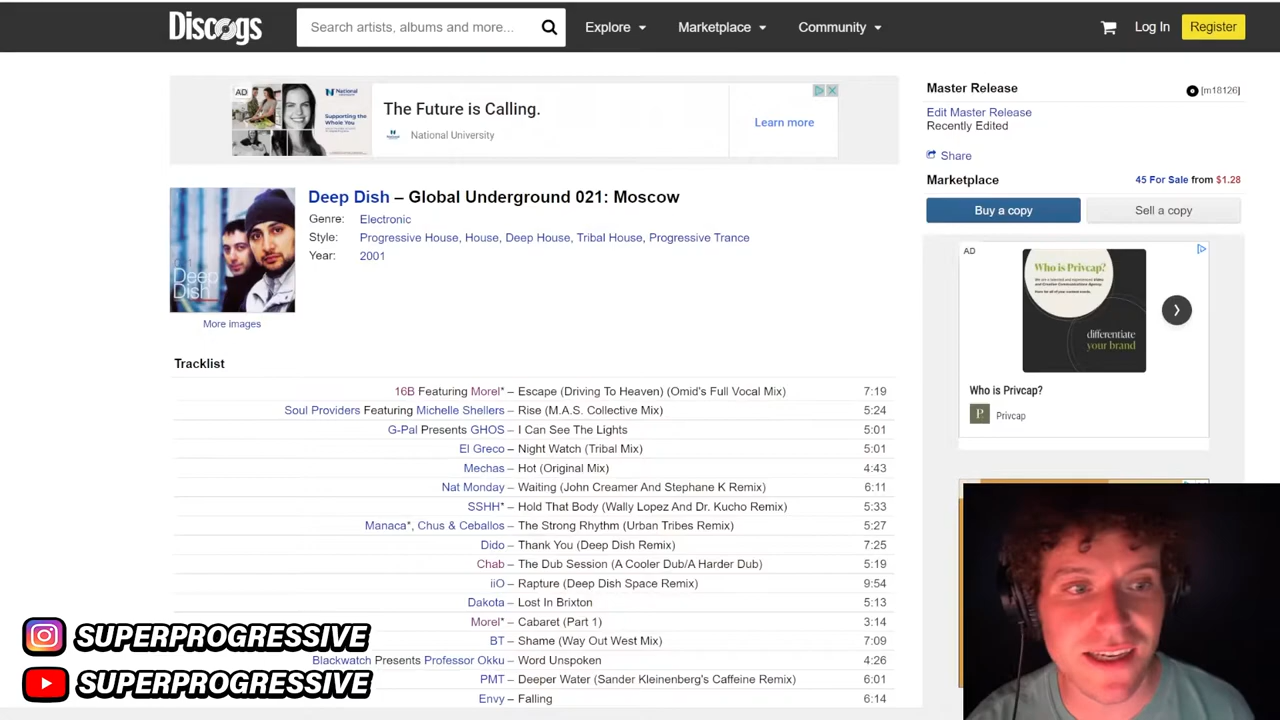 Discogs
Search artists, albums and more...
Explore
Marketplace
Community
Log In
Register
AD
National
Supporting the Whole You
The Future is Calling.
National University
Learn more
Master Release
[m18126]
Edit Master Release
Recently Edited
Share
Marketplace
45 For Sale from $1.28
Buy a copy
Sell a copy
Deep Dish – Global Underground 021: Moscow
Genre: Electronic
Style: Progressive House, House, Deep House, Tribal House, Progressive Trance
Year: 2001
Deep Dish
More images
AD
Who is Privcap?
differentiate your brand
Who is Privcap?
Privcap
Tracklist
16B Featuring Morel* – Escape (Driving To Heaven) (Omid's Full Vocal Mix) 7:19
Soul Providers Featuring Michelle Shellers – Rise (M.A.S. Collective Mix) 5:24
G-Pal Presents GHOS – I Can See The Lights 5:01
El Greco – Night Watch (Tribal Mix) 5:01
Mechas – Hot (Original Mix) 4:43
Nat Monday – Waiting (John Creamer And Stephane K Remix) 6:11
SSHH* – Hold That Body (Wally Lopez And Dr. Kucho Remix) 5:33
Manaca*, Chus & Ceballos – The Strong Rhythm (Urban Tribes Remix) 5:27
Dido – Thank You (Deep Dish Remix) 7:25
Chab – The Dub Session (A Cooler Dub/A Harder Dub) 5:19
iiO – Rapture (Deep Dish Space Remix) 9:54
Dakota – Lost In Brixton 5:13
Morel* – Cabaret (Part 1) 3:14
BT – Shame (Way Out West Mix) 7:09
Blackwatch Presents Professor Okku – Word Unspoken 4:26
PMT – Deeper Water (Sander Kleinenberg's Caffeine Remix) 6:01
Envy – Falling 6:14
SUPERPROGRESSIVE
SUPERPROGRESSIVE